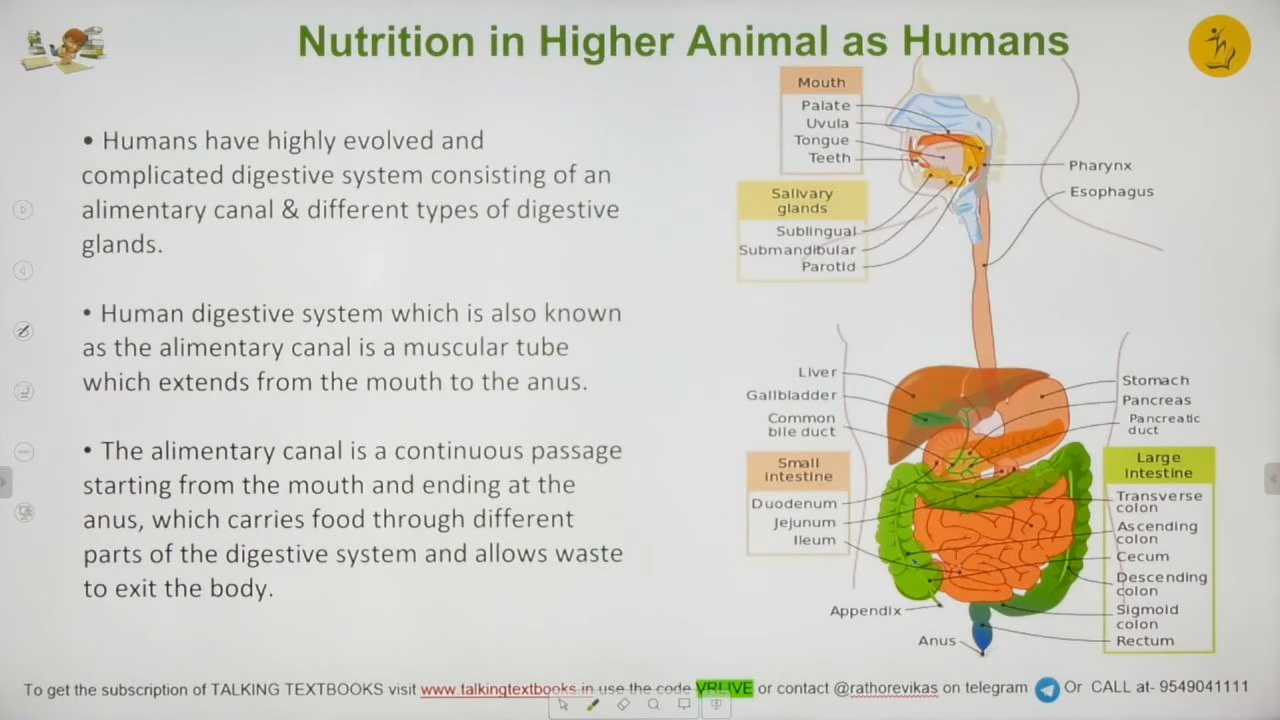 Nutrition in Higher Animal as Humans
• Humans have highly evolved and
complicated digestive system consisting of an
alimentary canal & different types of digestive
glands.
• Human digestive system which is also known
as the alimentary canal is a muscular tube
which extends from the mouth to the anus.
• The alimentary canal is a continuous passage
starting from the mouth and ending at the
anus, which carries food through different
parts of the digestive system and allows waste
to exit the body.
Mouth
Palate
Uvula
Tongue
Teeth
Salivary
glands
Sublingual
Submandibular
Parotid
Pharynx
Esophagus
Liver
Gallbladder
Common
bile duct
Stomach
Pancreas
Pancreatic
duct
Small
intestine
Duodenum
Jejunum
Ileum
Appendix
Anus
Large
intestine
Transverse
colon
Ascending
colon
Cecum
Descending
colon
Sigmoid
colon
Rectum
To get the subscription of TALKING TEXTBOOKS visit www.talkingtextbooks.in use the code VRLIVE or contact @rathorevikas on telegram Or CALL at- 9549041111